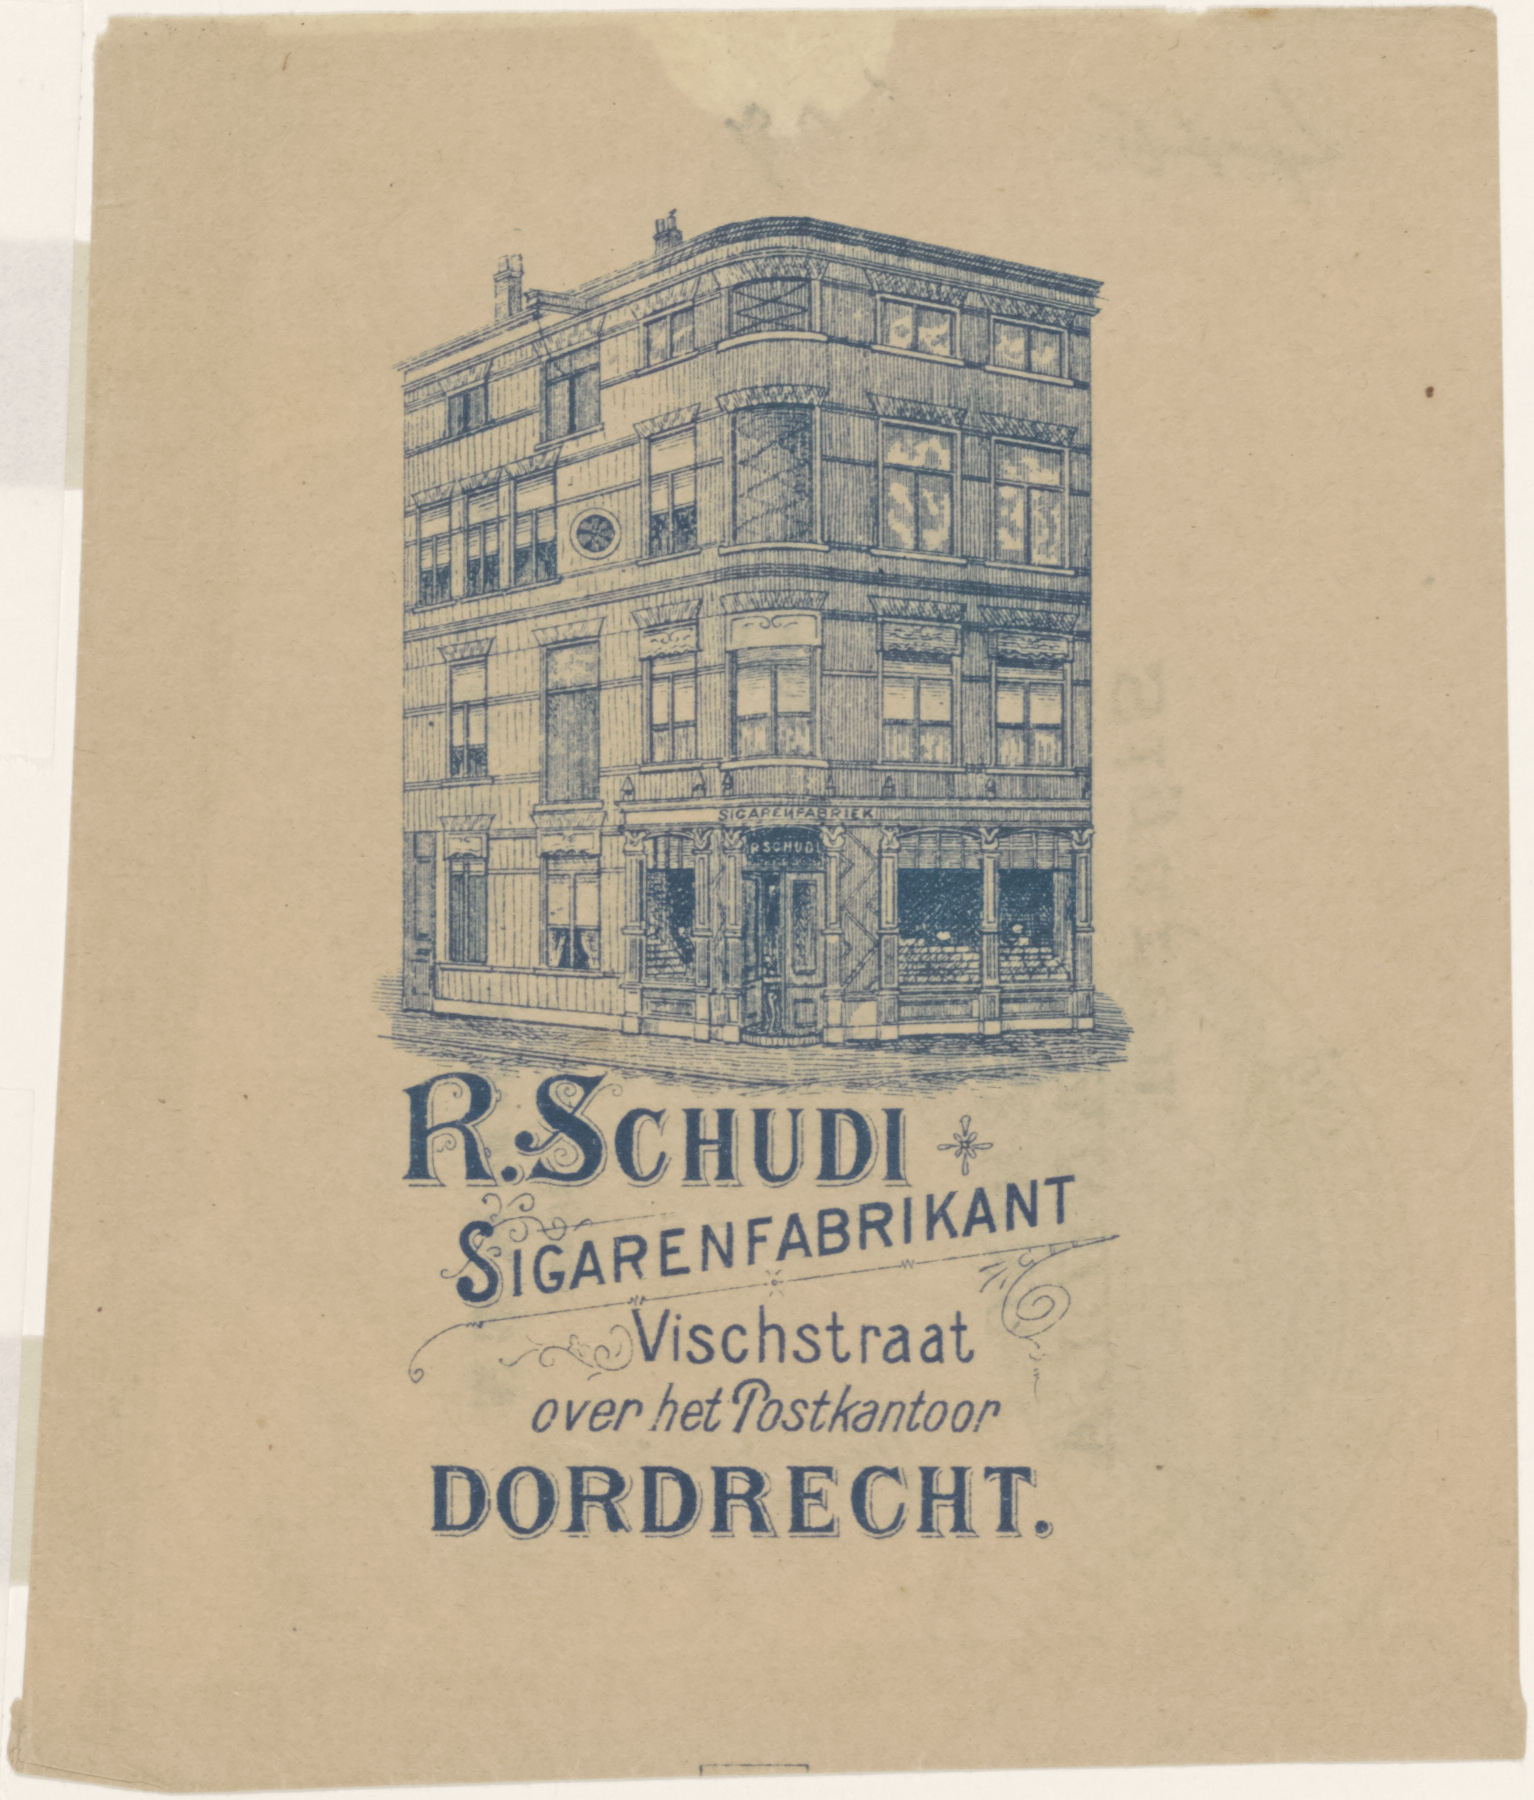 SIGARENFABRIEK
R SCHUDI
R. SCHUDI
SIGARENFABRIKANT
Vischstraat
over het Postkantoor
DORDRECHT.